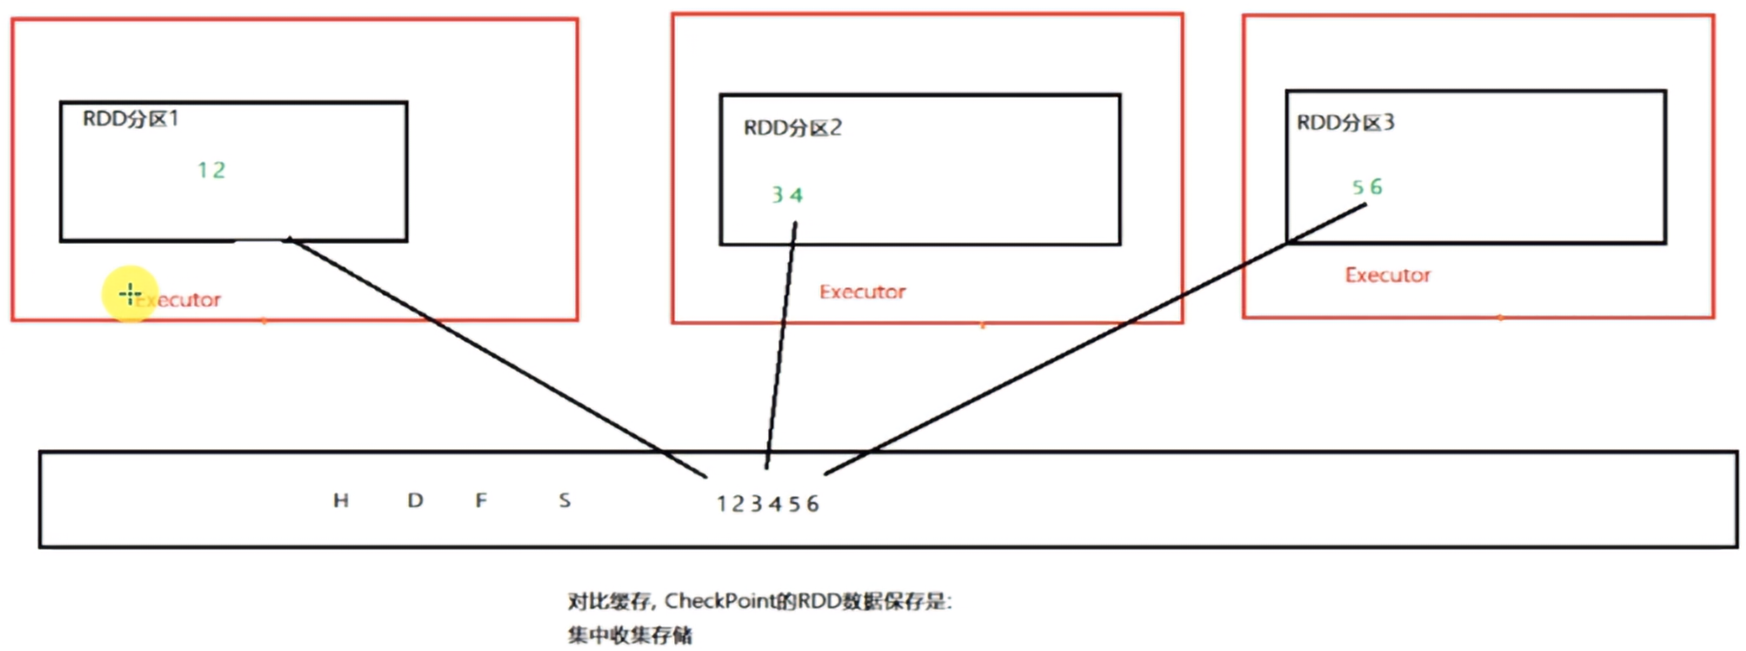 RDD分区1
12
Executor
RDD分区2
3 4
Executor
RDD分区3
5 6
Executor
H D F S 1 2 3 4 5 6
对比缓存, CheckPoint的RDD数据保存是:
集中收集存储